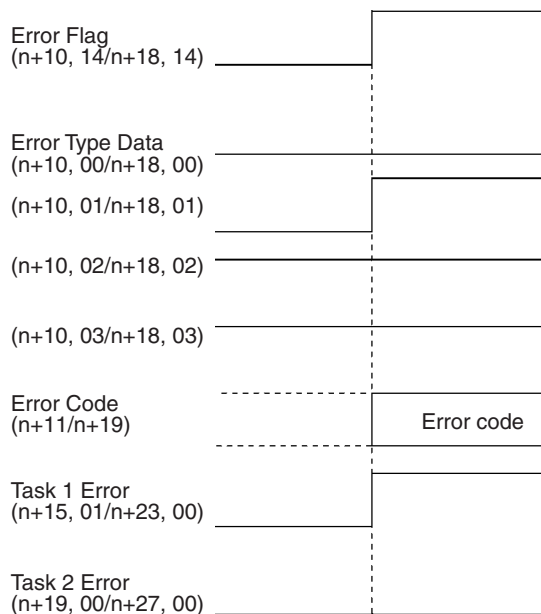 Error Flag
(n+10, 14/n+18, 14)
Error Type Data
(n+10, 00/n+18, 00)
(n+10, 01/n+18, 01)
(n+10, 02/n+18, 02)
(n+10, 03/n+18, 03)
Error Code
(n+11/n+19)
Error code
Task 1 Error
(n+15, 01/n+23, 00)
Task 2 Error
(n+19, 00/n+27, 00)